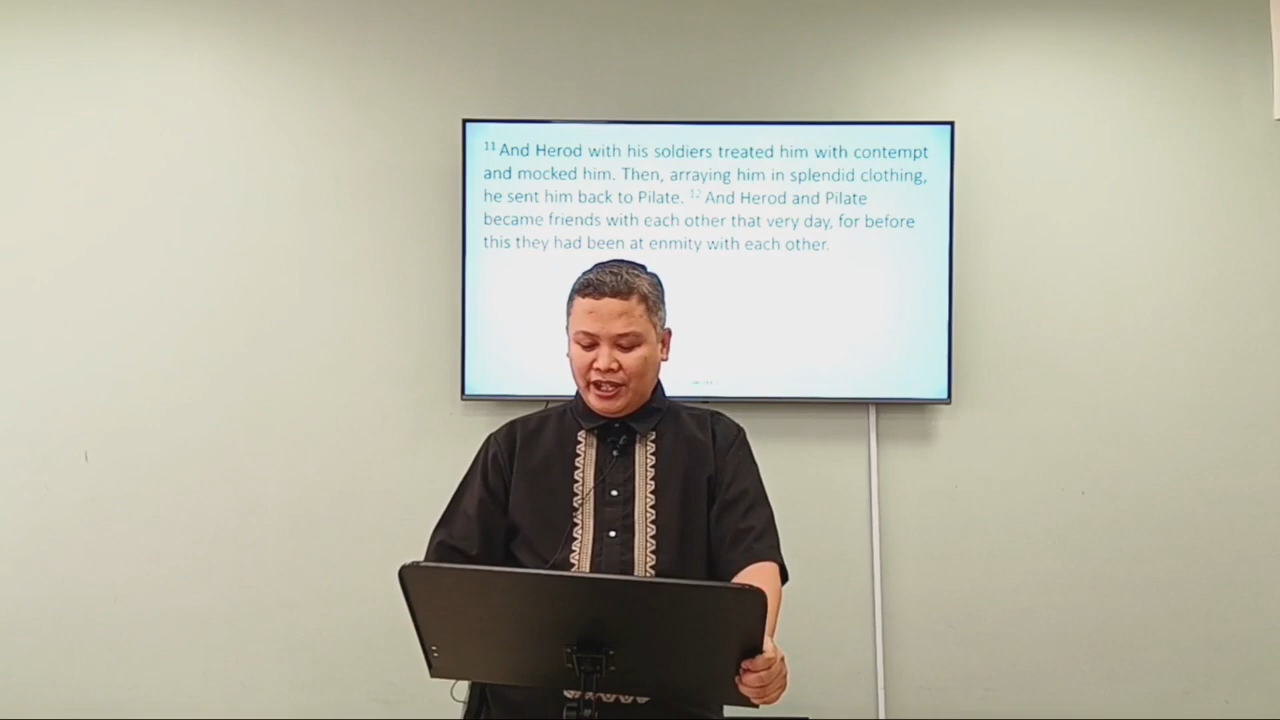 11 And Herod with his soldiers treated him with contempt
and mocked him. Then, arraying him in splendid clothing,
he sent him back to Pilate. 12 And Herod and Pilate
became friends with each other that very day, for before
this they had been at enmity with each other.